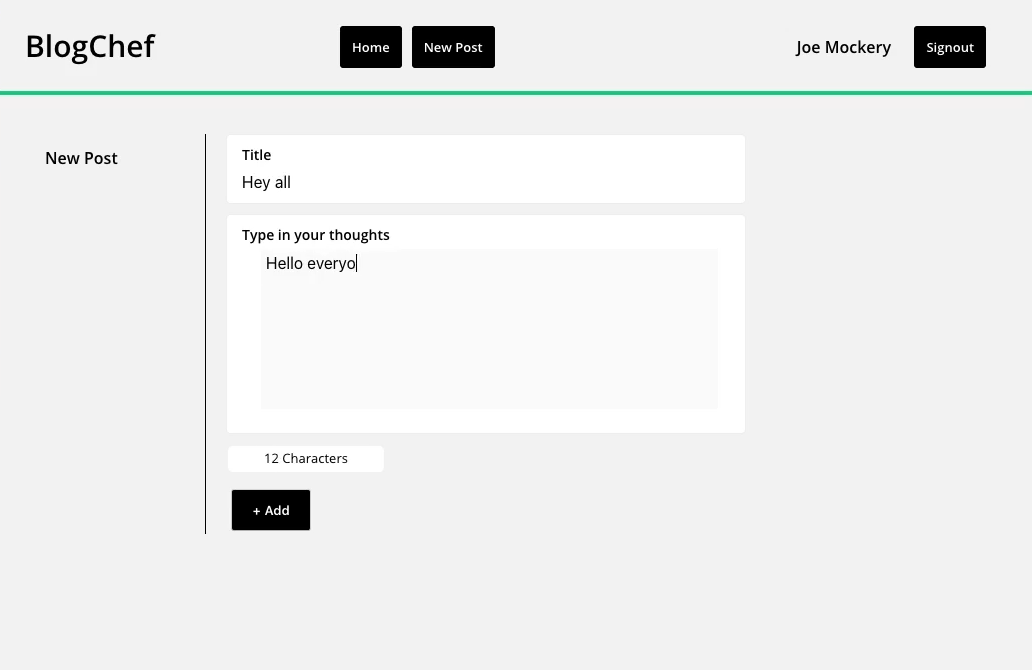 BlogChef
Home
New Post
Joe Mockery
Signout
New Post
Title
Hey all
Type in your thoughts
Hello everyo
12 Characters
+ Add